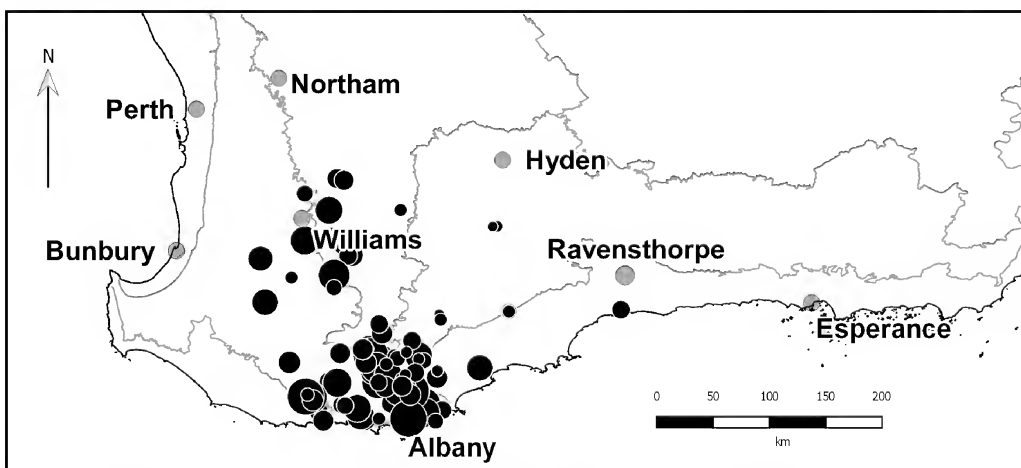 N
Northam
Perth
Hyden
Williams
Bunbury
Ravensthorpe
Esperance
0 50 100 150 200
km
Albany